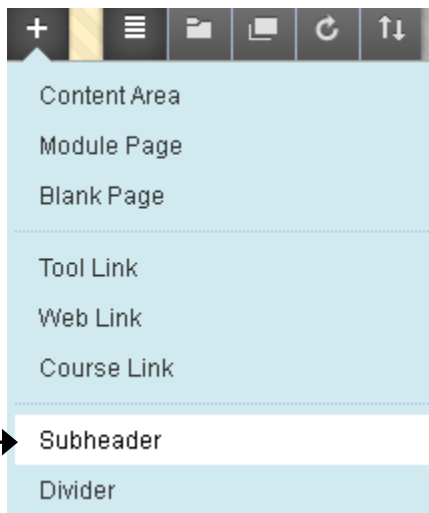 Content Area
Module Page
Blank Page
Tool Link
Web Link
Course Link
Subheader
Divider